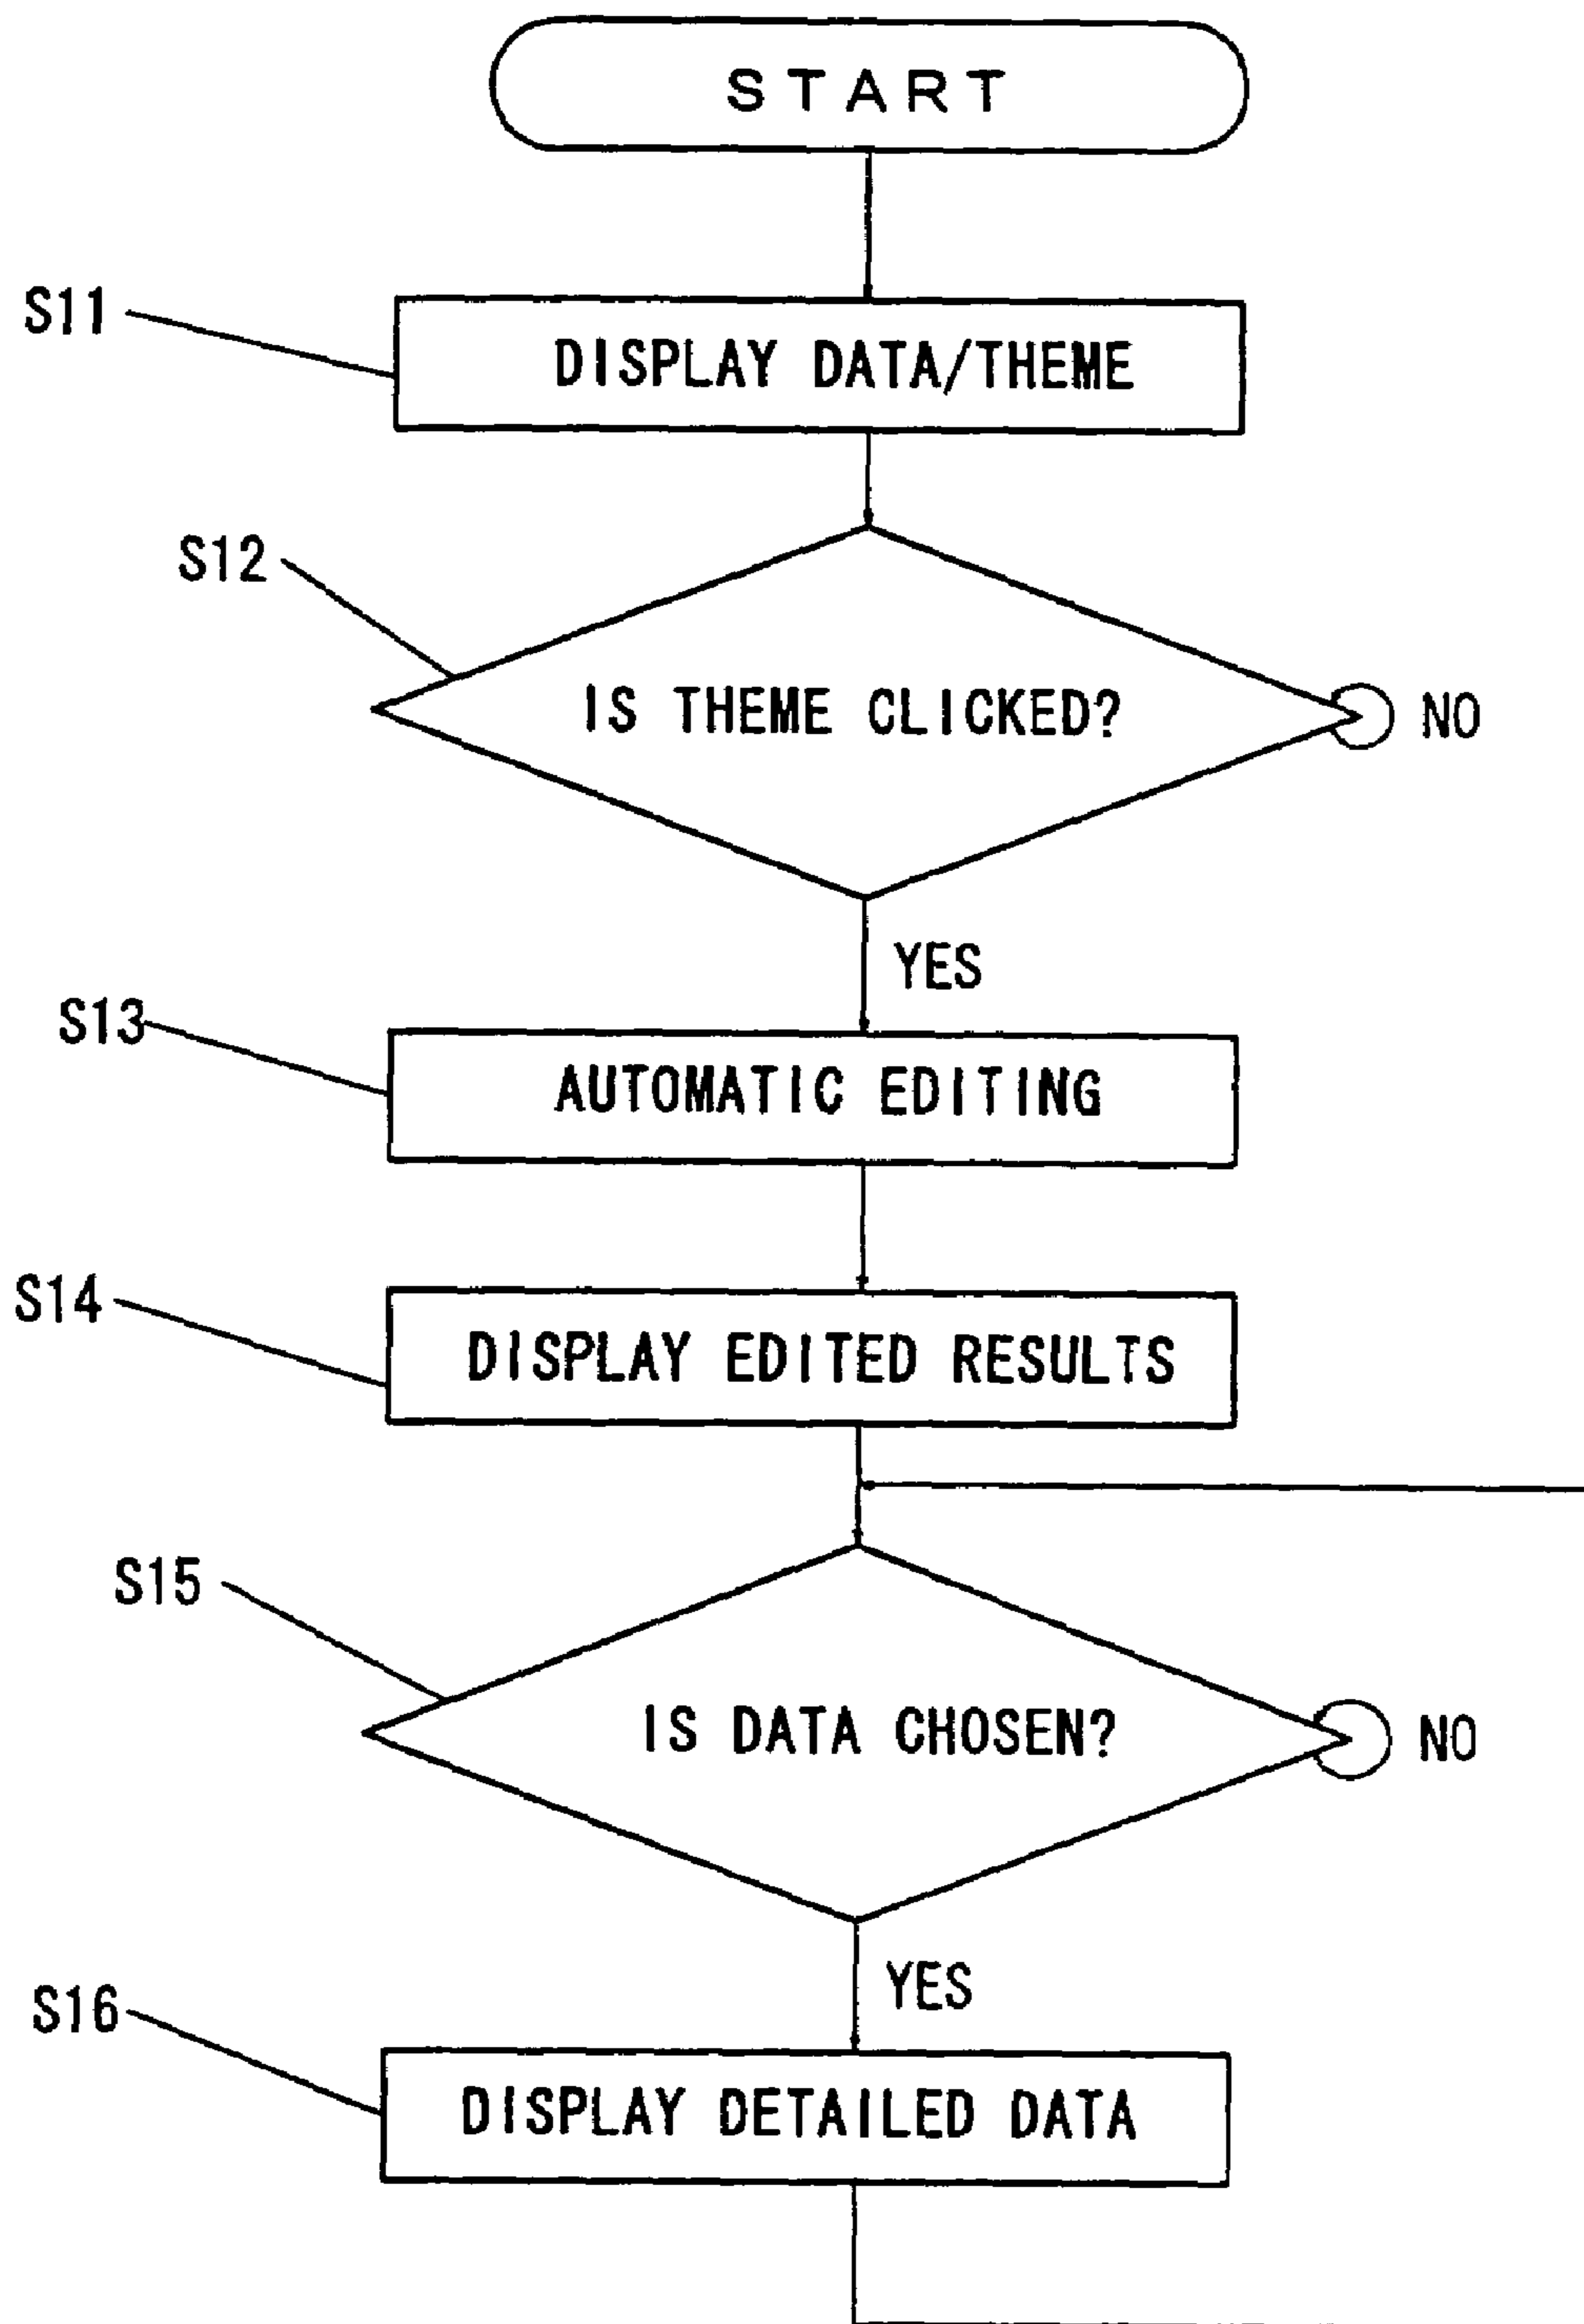 START
S11
DISPLAY DATA/THEME
S12
IS THEME CLICKED?
NO
YES
S13
AUTOMATIC EDITING
S14
DISPLAY EDITED RESULTS
S15
IS DATA CHOSEN?
NO
YES
S16
DISPLAY DETAILED DATA